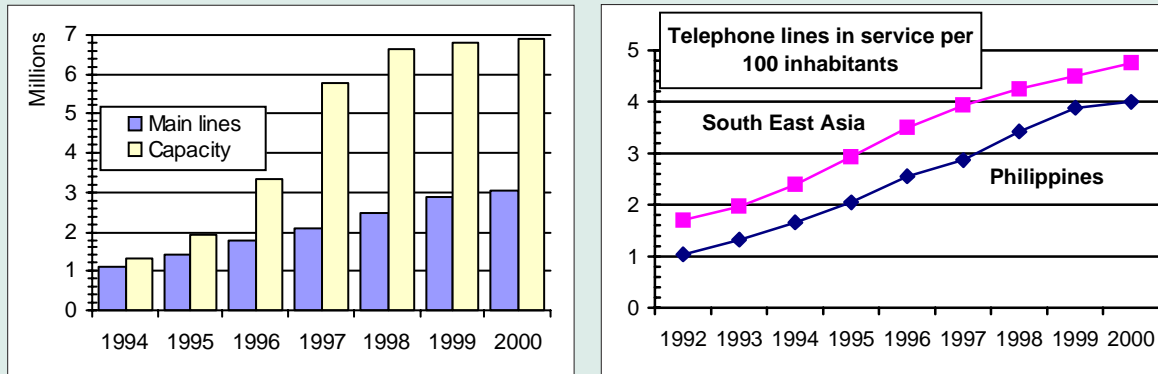 Millions
7
6
5
4
3
2
1
0
Main lines
Capacity
1994 1995 1996 1997 1998 1999 2000
Telephone lines in service per
100 inhabitants
5
4
3
2
1
0
South East Asia
Philippines
1992 1993 1994 1995 1996 1997 1998 1999 2000